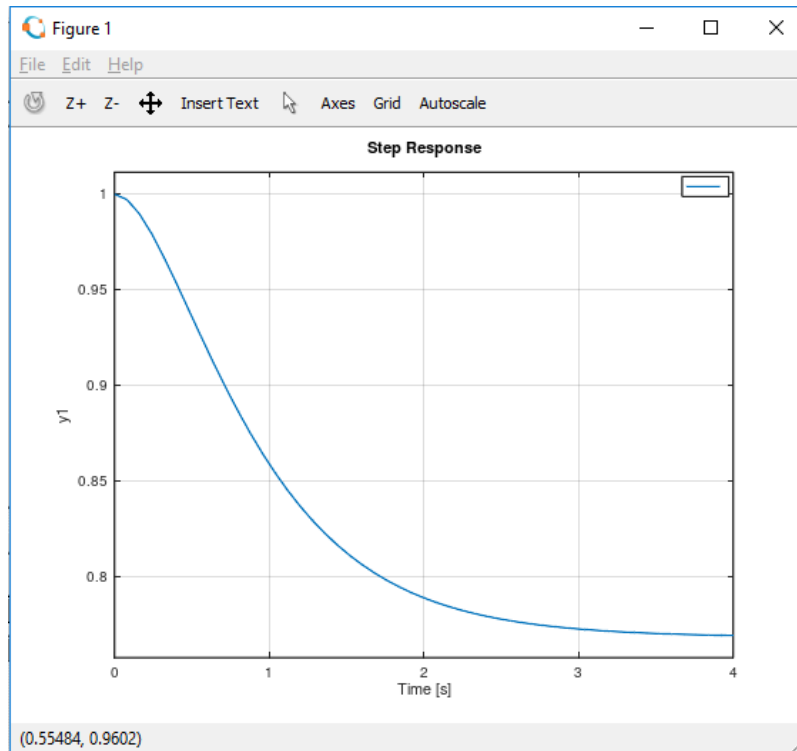 Figure 1
File Edit Help
Z+ Z- Insert Text Axes Grid Autoscale
Step Response
1
0.95
0.9
0.85
0.8
y1
0 1 2 3 4
Time [s]
(0.55484, 0.9602)